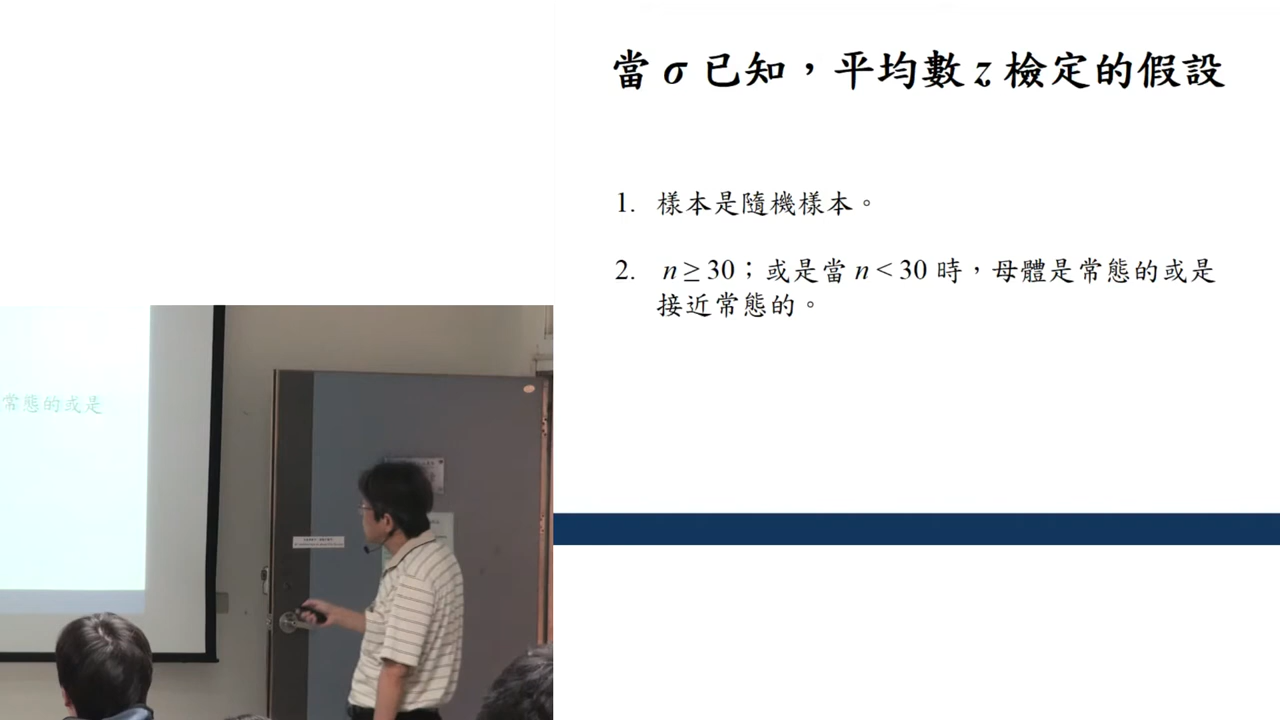 當 σ 已知，平均數 z 檢定的假設
1. 樣本是隨機樣本。
2. n ≥ 30；或是當 n < 30 時，母體是常態的或是
接近常態的。
常態的或是